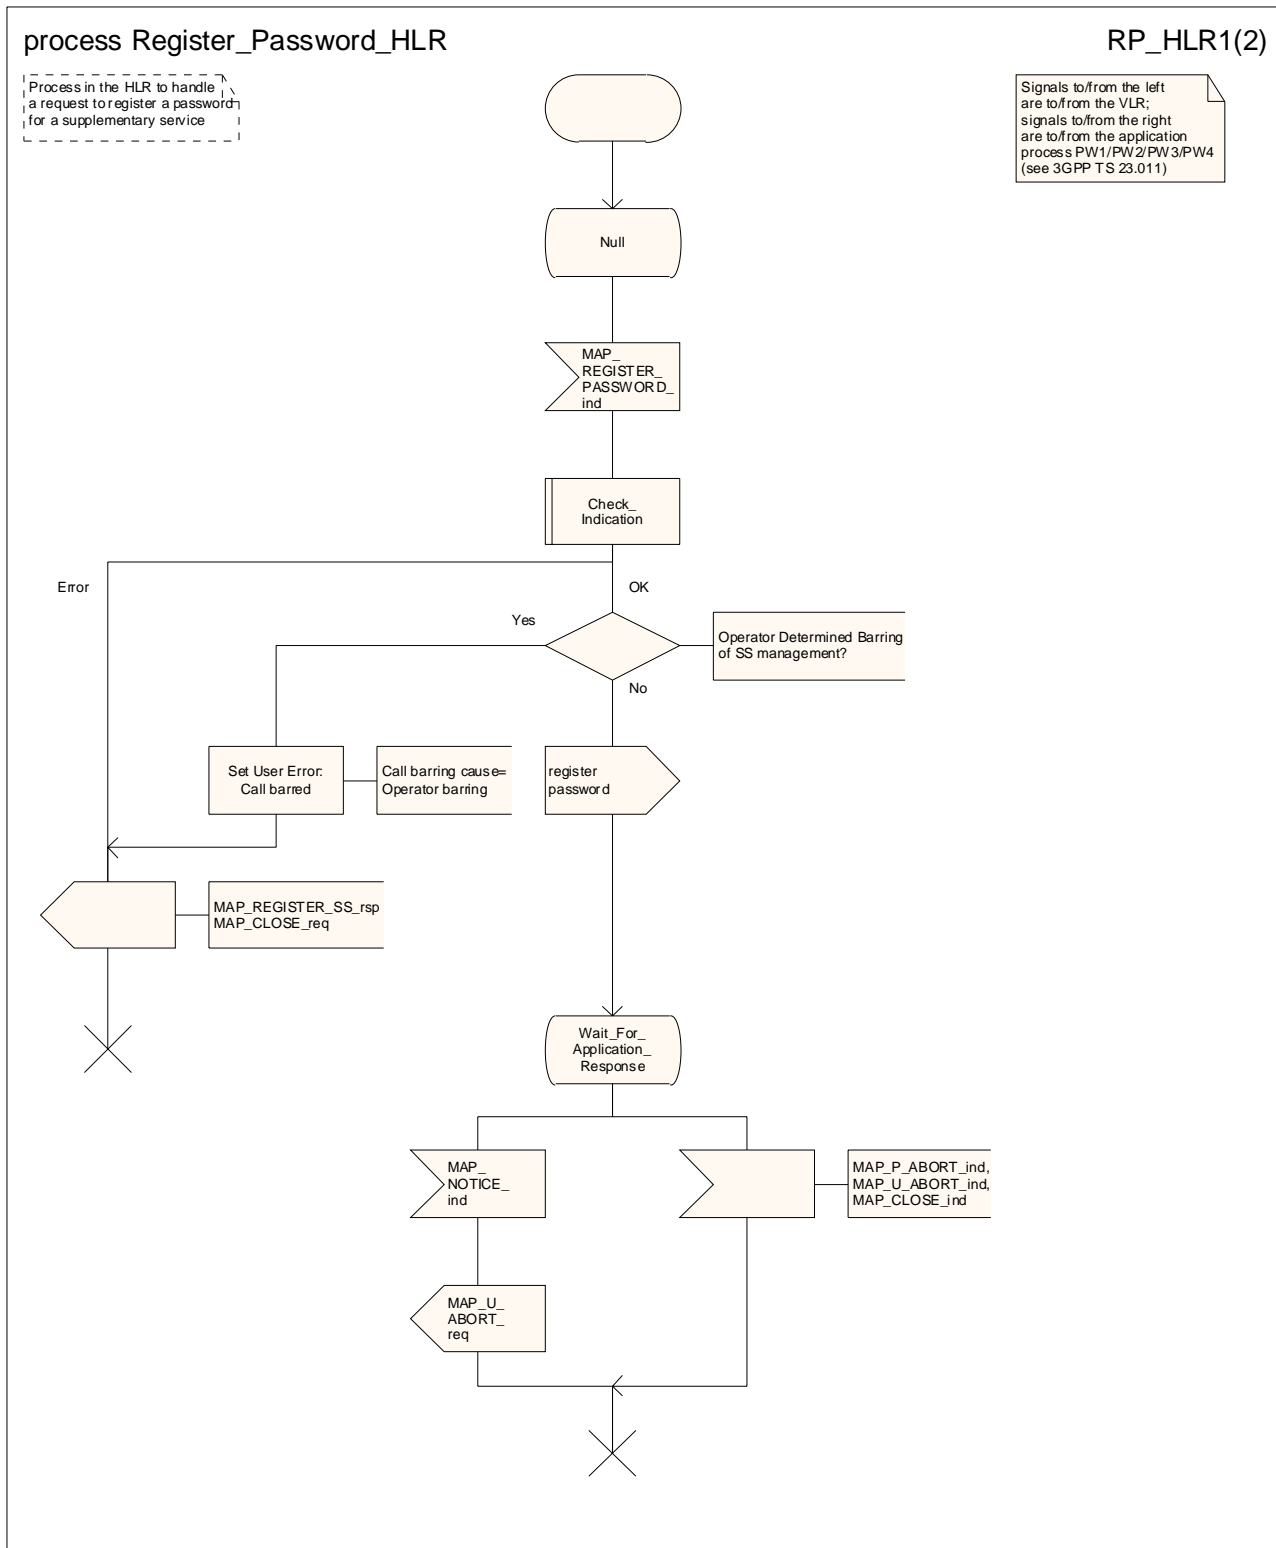 process Register_Password_HLR
RP_HLR1(2)
Process in the HLR to handle
a request to register a password
for a supplementary service
Signals to/from the left
are to/from the VLR;
signals to/from the right
are to/from the application
process PW1/PW2/PW3/PW4
(see 3GPP TS 23.011)
Null
MAP_
REGISTER_
PASSWORD_
ind
Check_
Indication
Error
OK
Yes
Operator Determined Barring
of SS management?
No
Set User Error:
Call barred
Call barring cause=
Operator barring
register
password
MAP_REGISTER_SS_rsp
MAP_CLOSE_req
Wait_For_
Application_
Response
MAP_
NOTICE_
ind
MAP_P_ABORT_ind,
MAP_U_ABORT_ind,
MAP_CLOSE_ind
MAP_U_
ABORT_
req